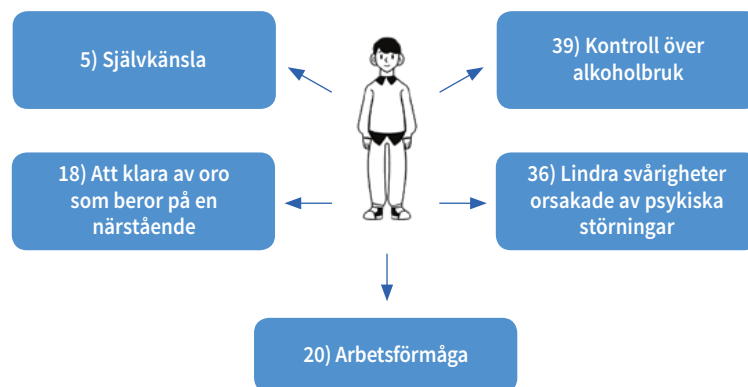 5) Självkänsla
39) Kontroll över
alkoholbruk
18) Att klara av oro
som beror på en
närstående
36) Lindra svårigheter
orsakade av psykiska
störningar
20) Arbetsförmåga